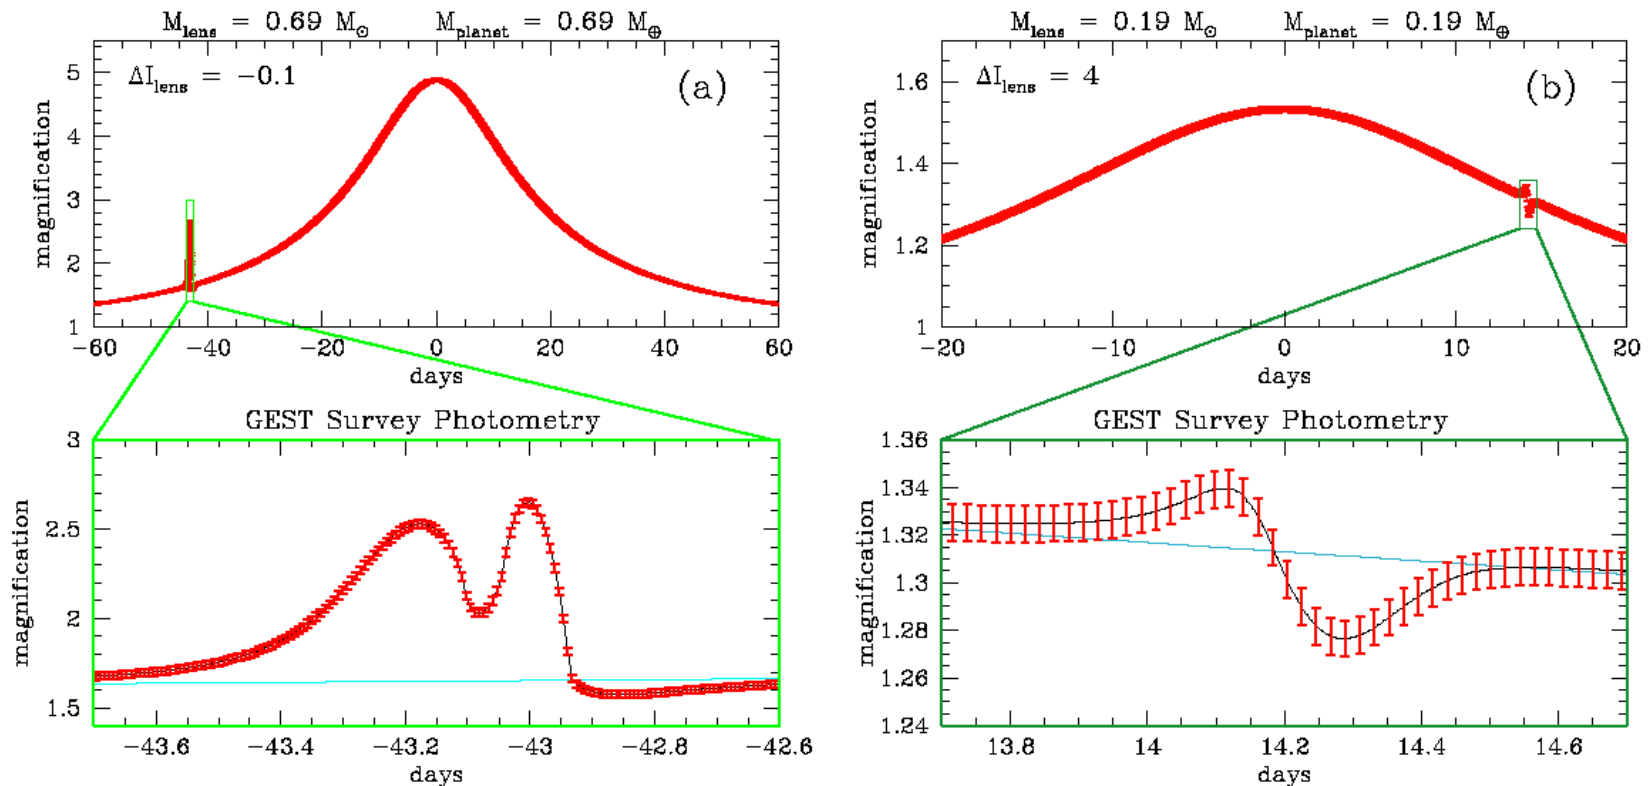 M_lens = 0.69 M_⊙ M_planet = 0.69 M_⊕
ΔI_lens = −0.1
(a)
magnification
5
4
3
2
1
−60 −40 −20 0 20 40 60
days
GEST Survey Photometry
magnification
3
2.5
2
1.5
−43.6 −43.4 −43.2 −43 −42.8 −42.6
days
M_lens = 0.19 M_⊙ M_planet = 0.19 M_⊕
ΔI_lens = 4
(b)
magnification
1.6
1.4
1.2
1
−20 −10 0 10 20
days
GEST Survey Photometry
magnification
1.36
1.34
1.32
1.3
1.28
1.26
1.24
13.8 14 14.2 14.4 14.6
days